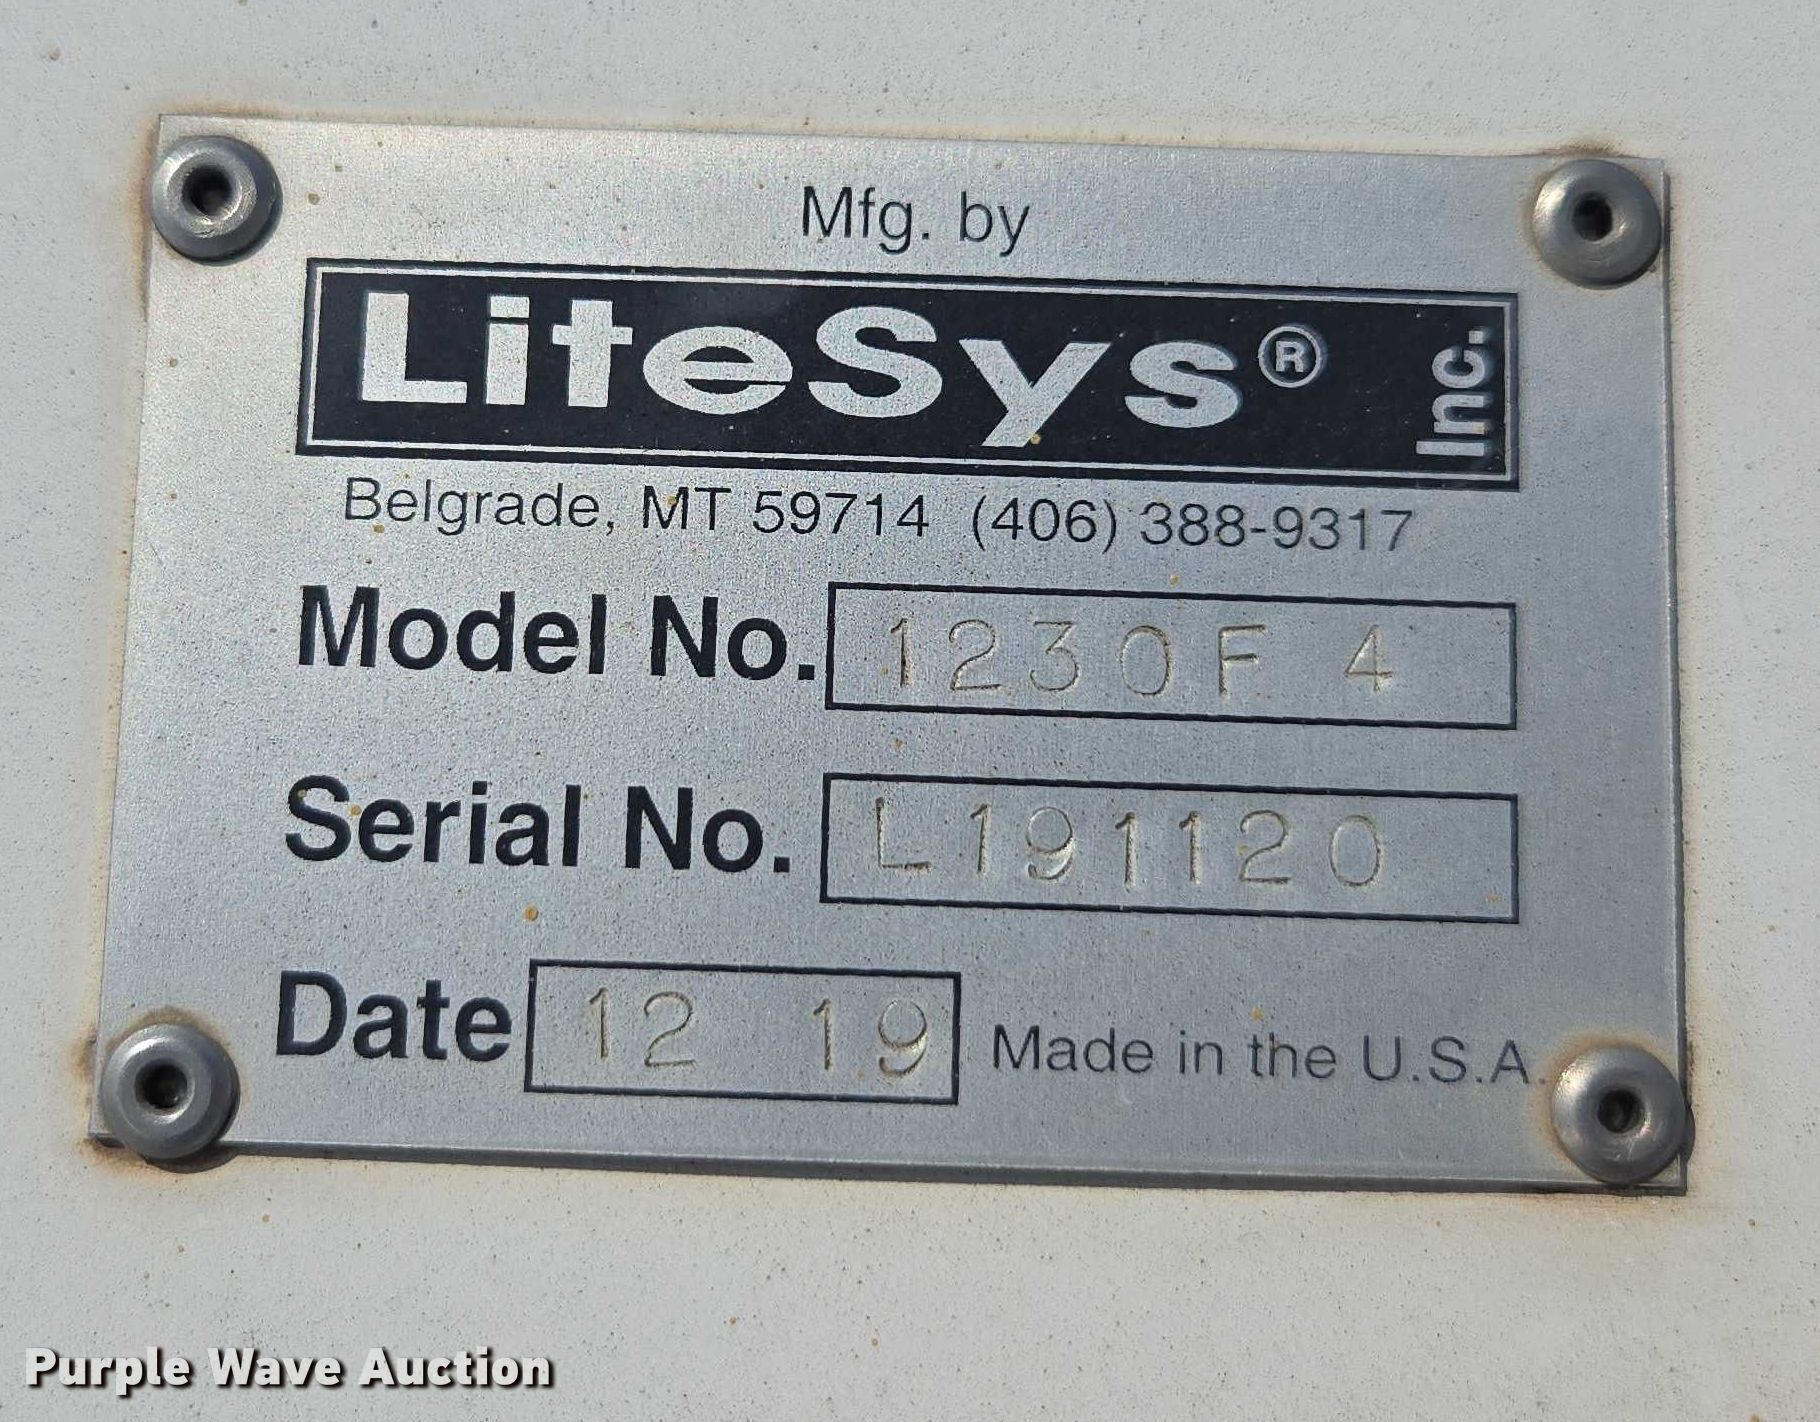 Mfg. by
LiteSys® Inc.
Belgrade, MT 59714 (406) 388-9317
Model No. 1230F 4
Serial No. L191120
Date 12 19 Made in the U.S.A.
Purple Wave Auction